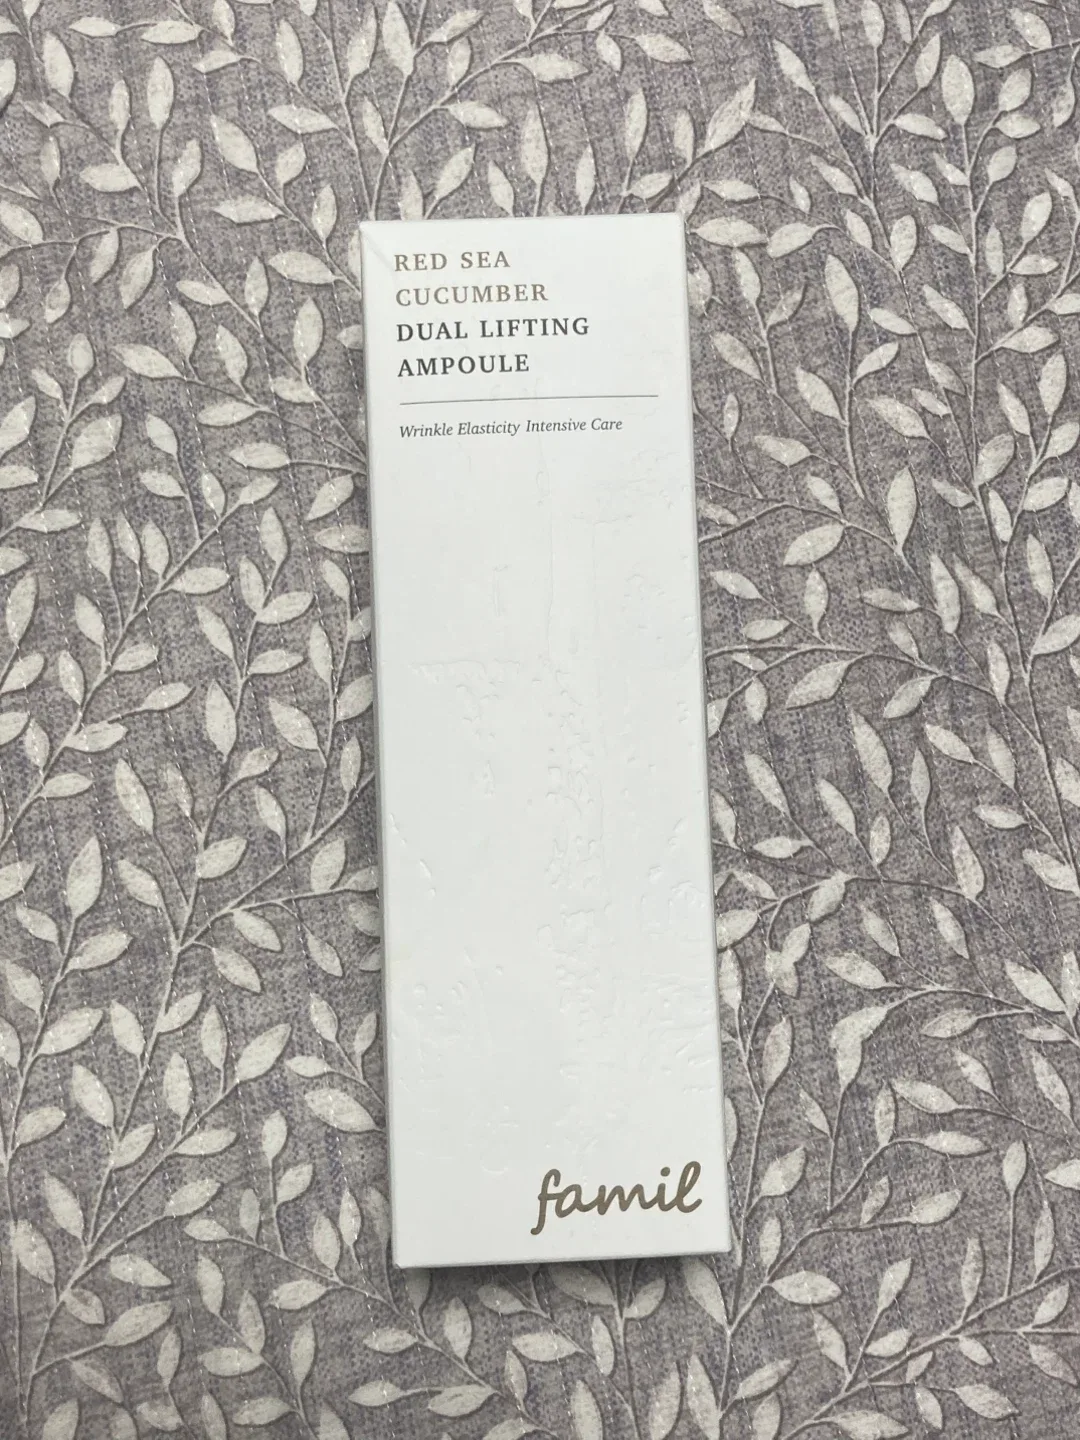 RED SEA
CUCUMBER
DUAL LIFTING
AMPOULE
Wrinkle Elasticity Intensive Care
famil